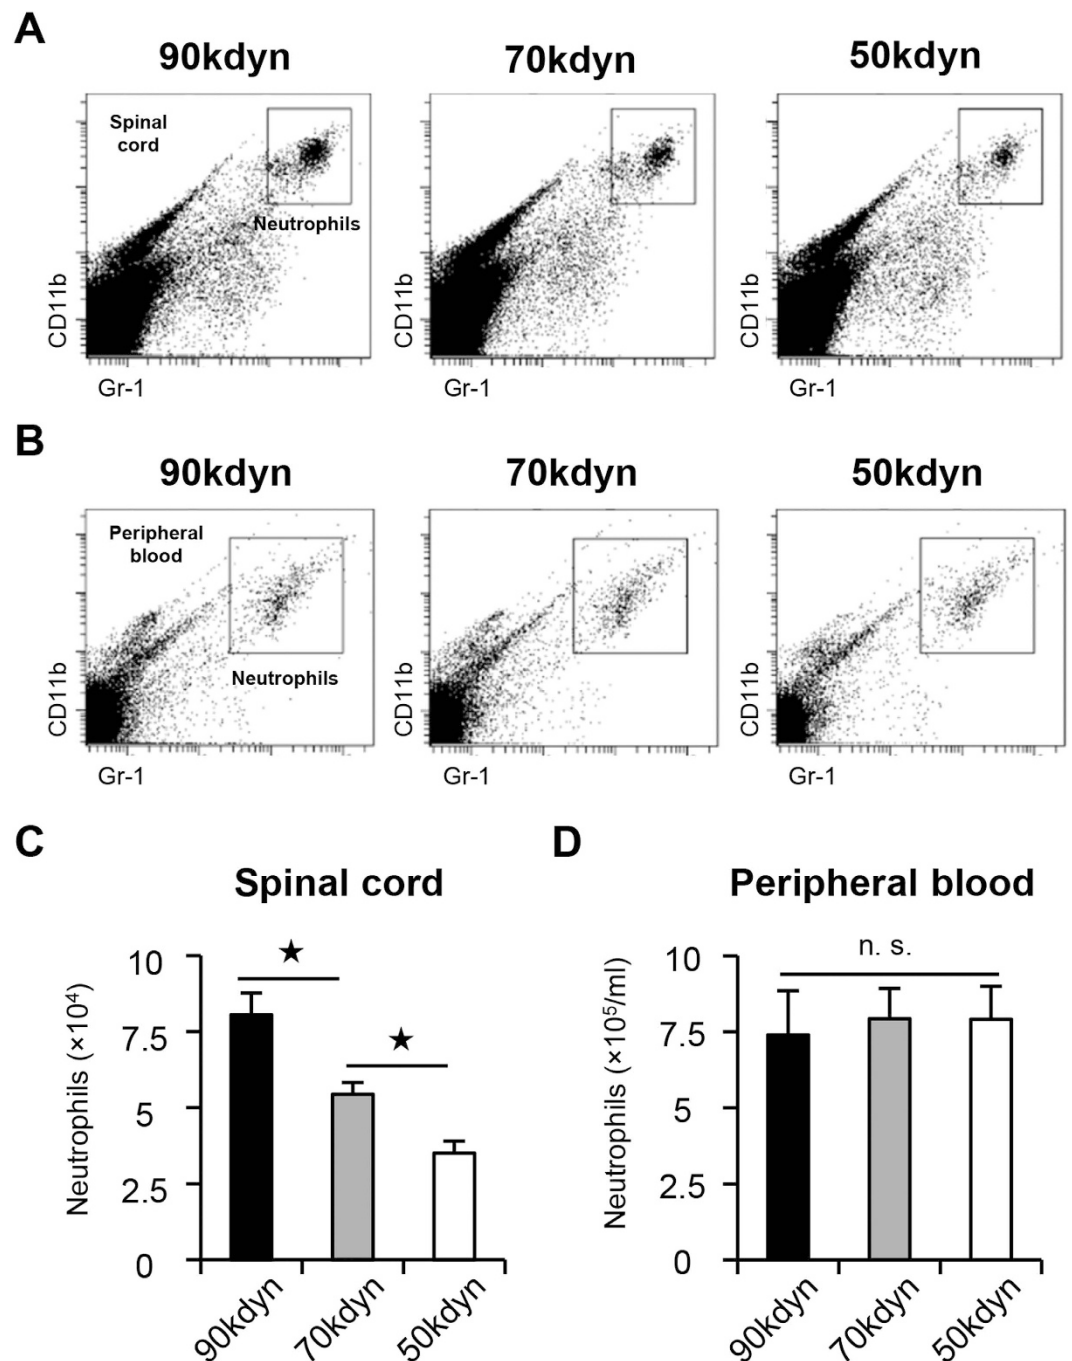 A
90kdyn 70kdyn 50kdyn
Spinal
cord
Neutrophils
CD11b CD11b CD11b
Gr-1 Gr-1 Gr-1
B
90kdyn 70kdyn 50kdyn
Peripheral
blood
Neutrophils
CD11b CD11b CD11b
Gr-1 Gr-1 Gr-1
C
Spinal cord
★
★
Neutrophils (×10⁴)
10
7.5
5
2.5
0
90kdyn 70kdyn 50kdyn
D
Peripheral blood
n. s.
Neutrophils (×10⁵/ml)
10
7.5
5
2.5
0
90kdyn 70kdyn 50kdyn